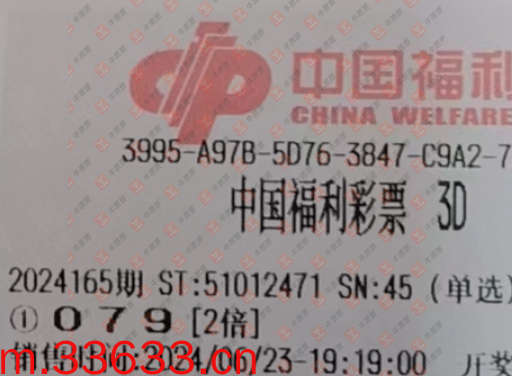 中国福利
CHINA WELFARE
3995-A97B-5D76-3847-C9A2-7
中国福利彩票 3D
2024165期 ST:51012471 SN:45 (单选)
① 0 7 9 [2倍]
销售时间:2024/06/23-19:19:00 开奖
m.33633.cn